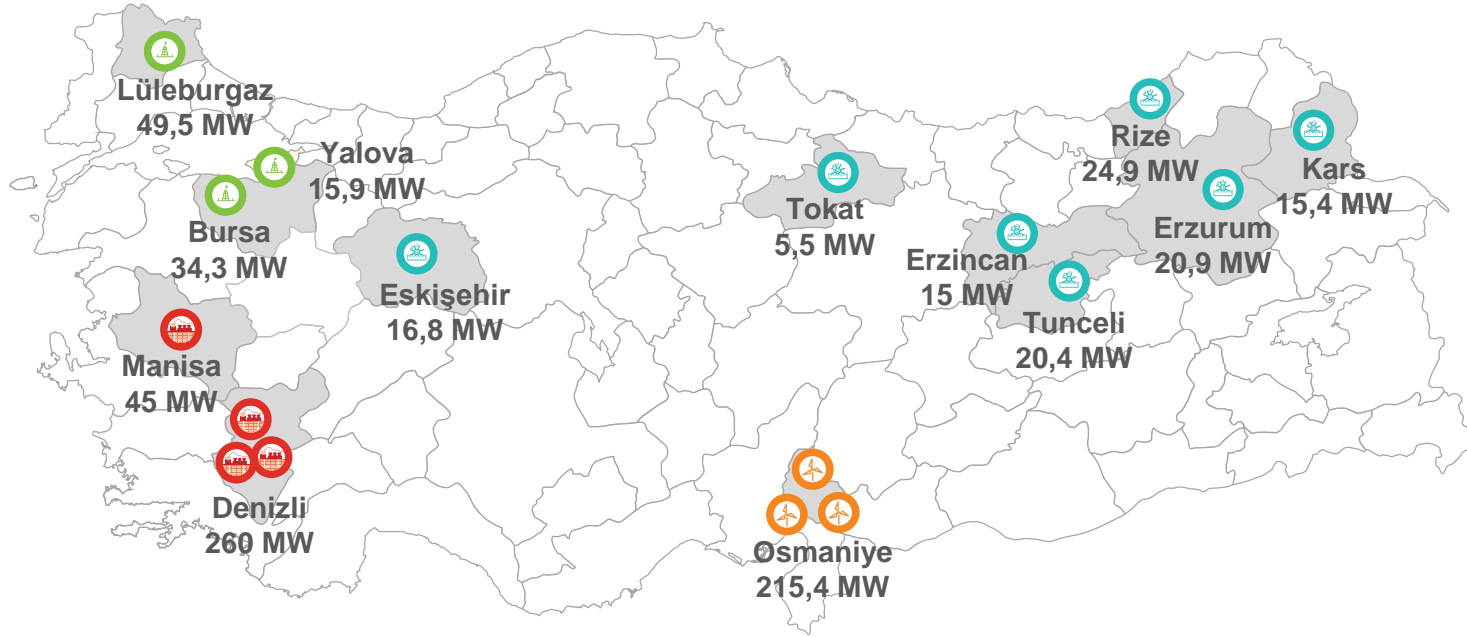 Lüleburgaz
49,5 MW
Yalova
15,9 MW
Bursa
34,3 MW
Eskişehir
16,8 MW
Manisa
45 MW
Denizli
260 MW
Tokat
5,5 MW
Osmaniye
215,4 MW
Rize
24,9 MW
Kars
15,4 MW
Erzurum
20,9 MW
Erzincan
15 MW
Tunceli
20,4 MW